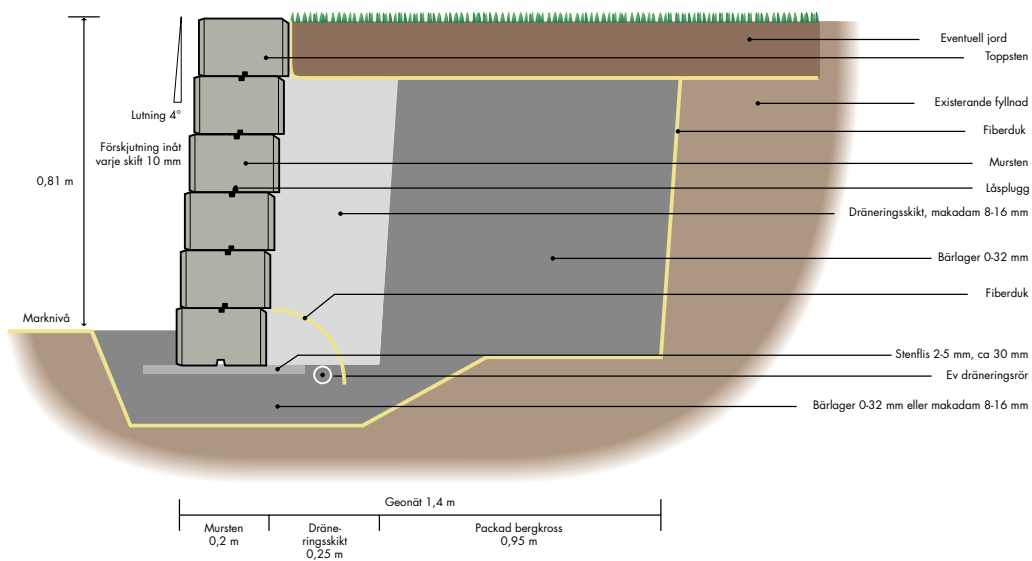 Eventuell jord
Toppsten
Existerande fyllnad
Lutning 4°
Fiberduk
Förskjutning inåt
varje skift 10 mm
Mursten
0,81 m
Låsplugg
Dräneringsskikt, makadam 8-16 mm
Bärlager 0-32 mm
Fiberduk
Marknivå
Stenflis 2-5 mm, ca 30 mm
Ev dräneringsrör
Bärlager 0-32 mm eller makadam 8-16 mm
Geonät 1,4 m
Mursten
0,2 m
Dräne-
ringsskikt
0,25 m
Packad bergkross
0,95 m